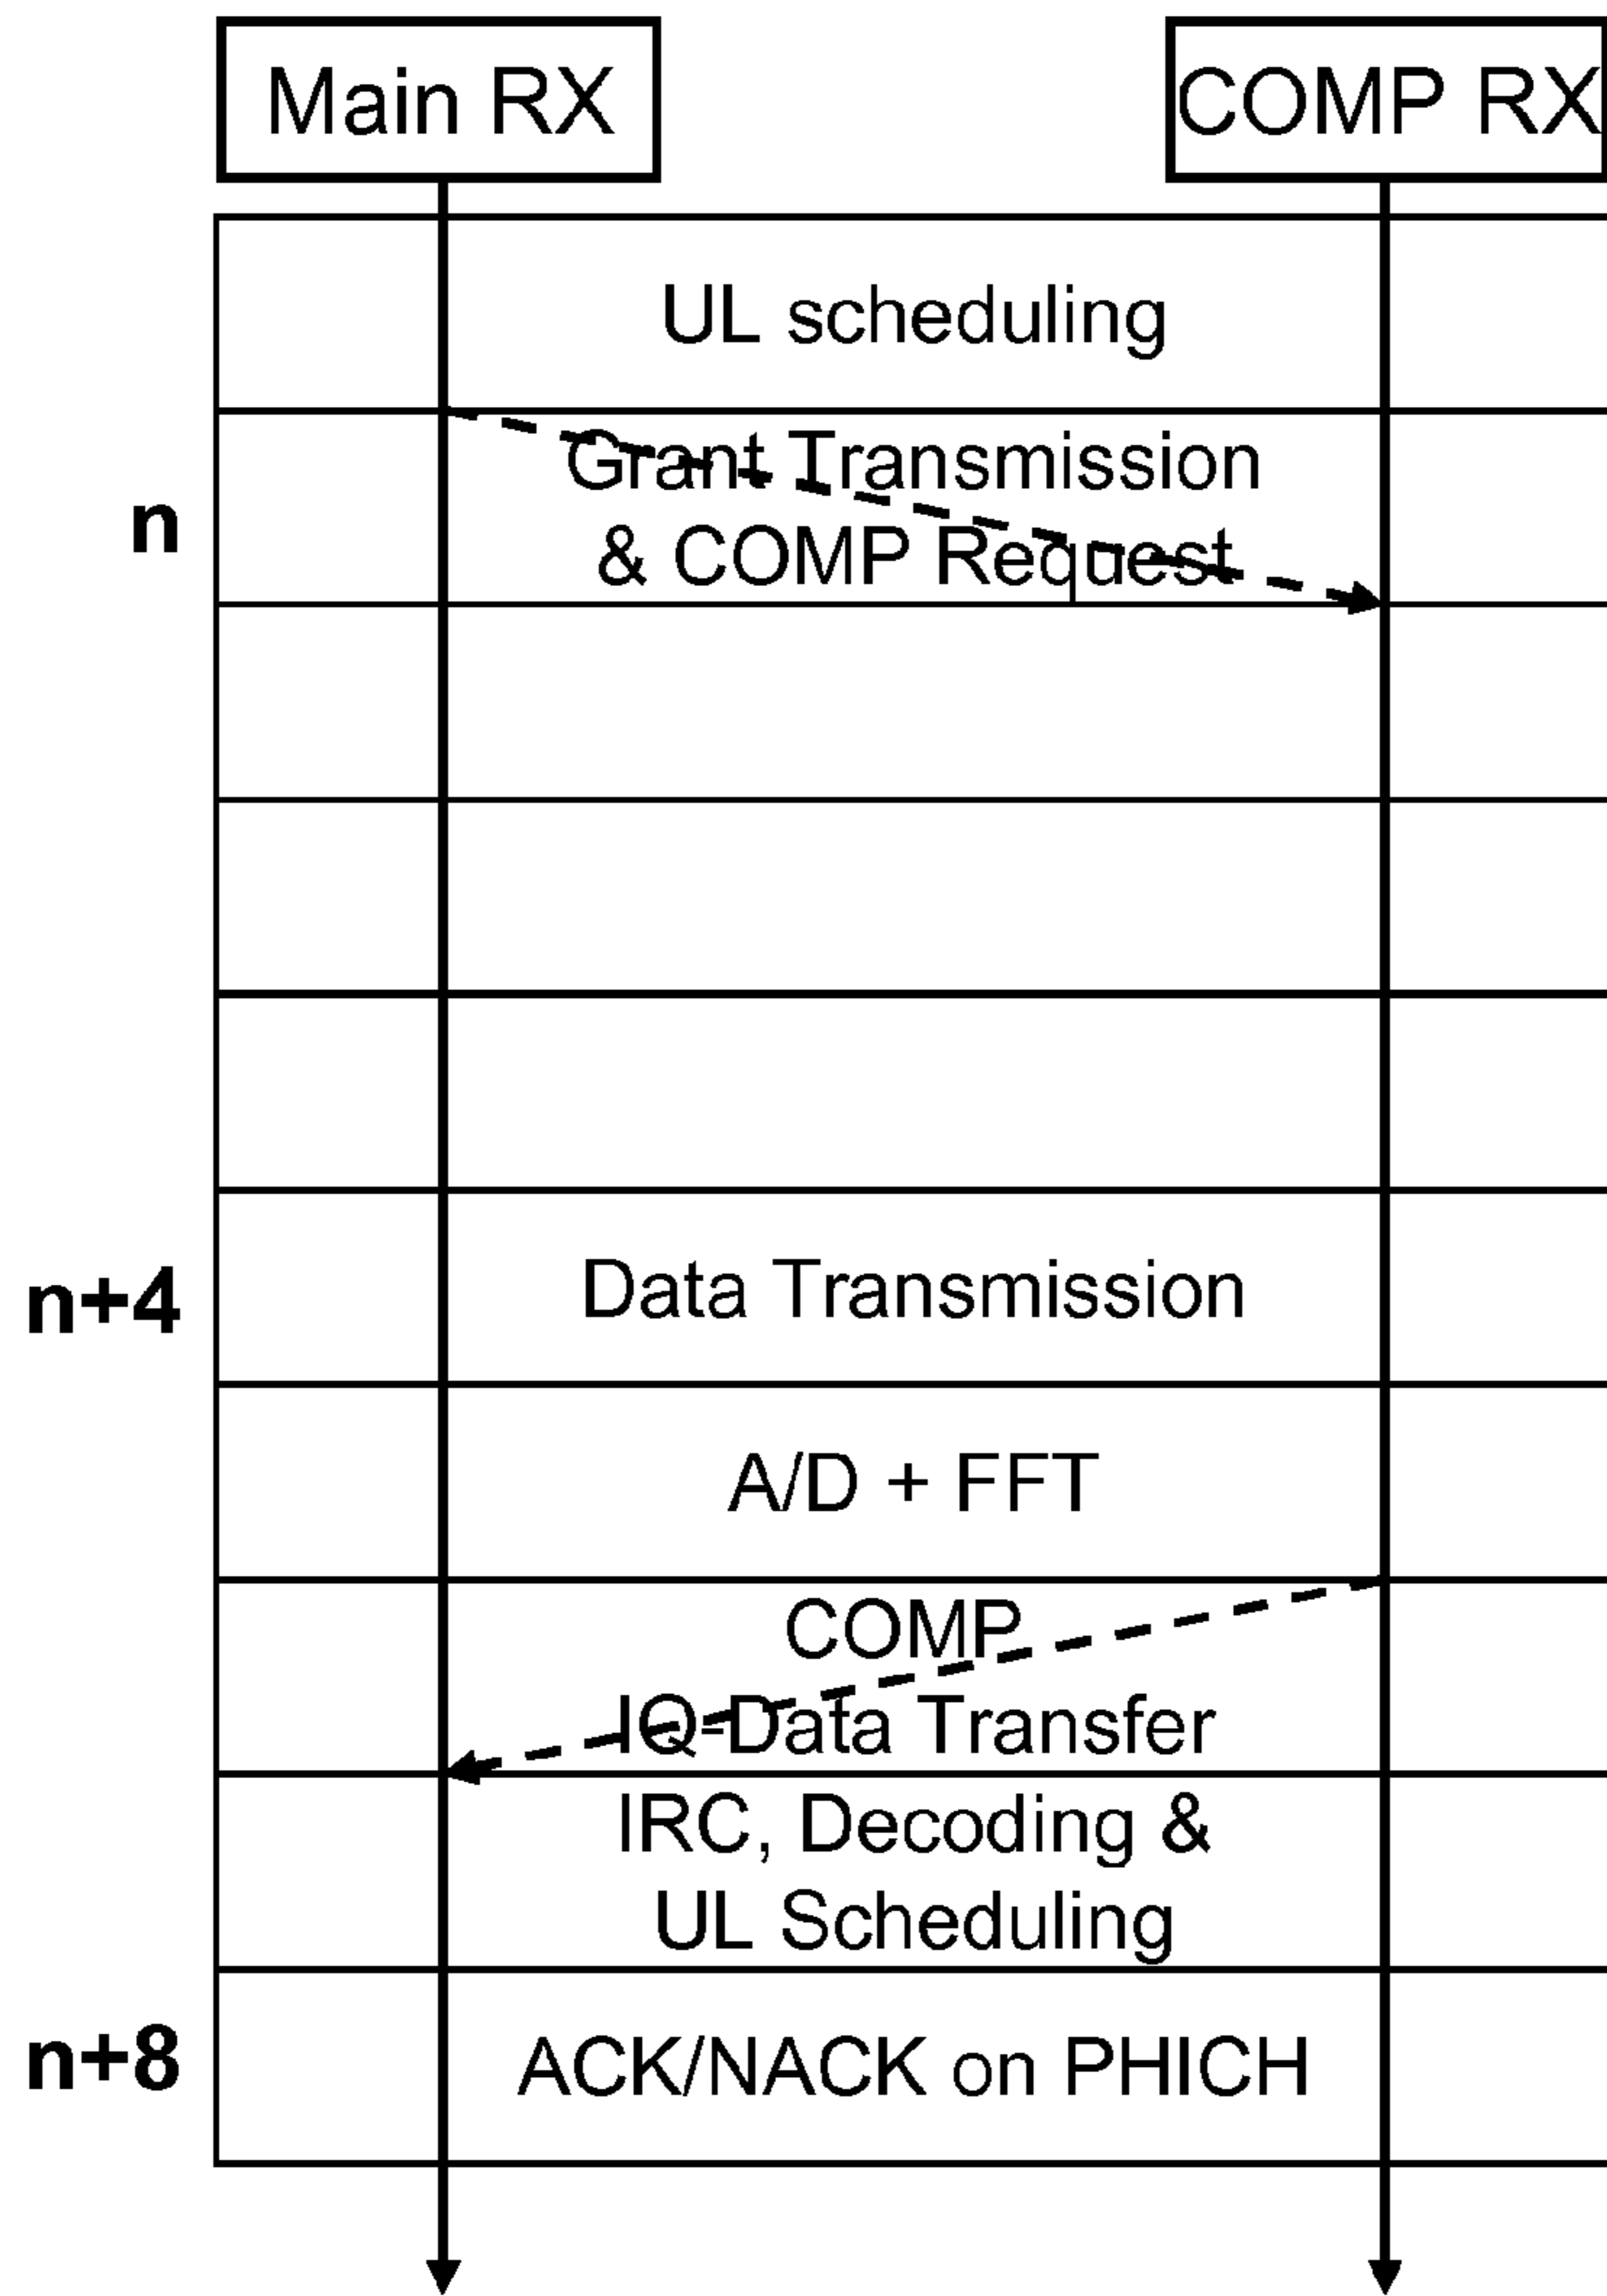 Main RX
COMP RX
UL scheduling
n
Grant Transmission
& COMP Request
n+4
Data Transmission
A/D + FFT
COMP
IQ-Data Transfer
IRC, Decoding &
UL Scheduling
n+8
ACK/NACK on PHICH